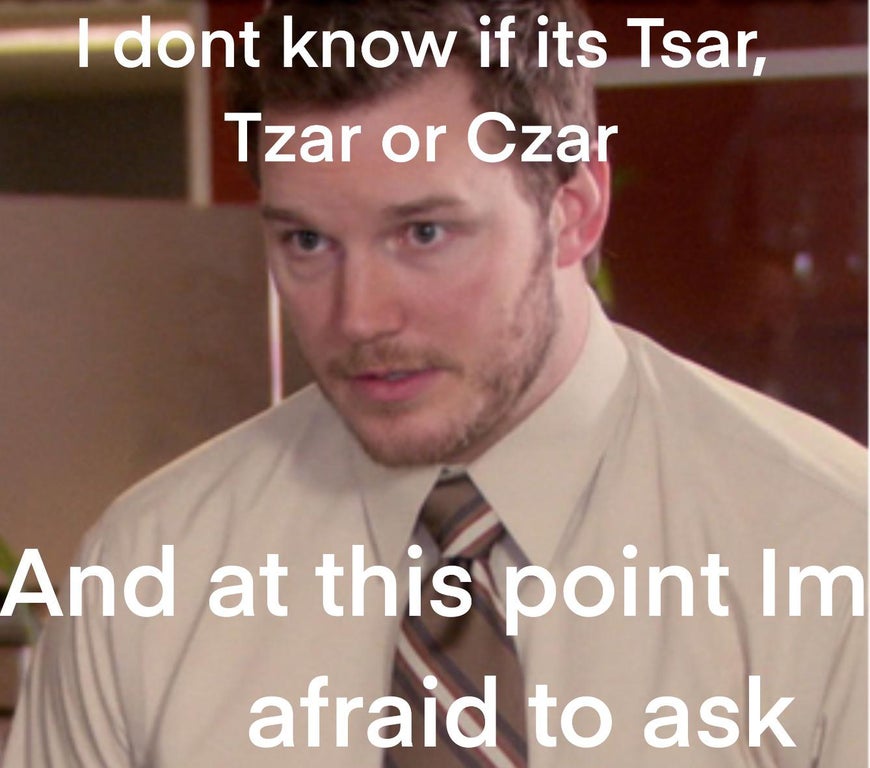 I dont know if its Tsar,
Tzar or Czar
And at this point Im
afraid to ask